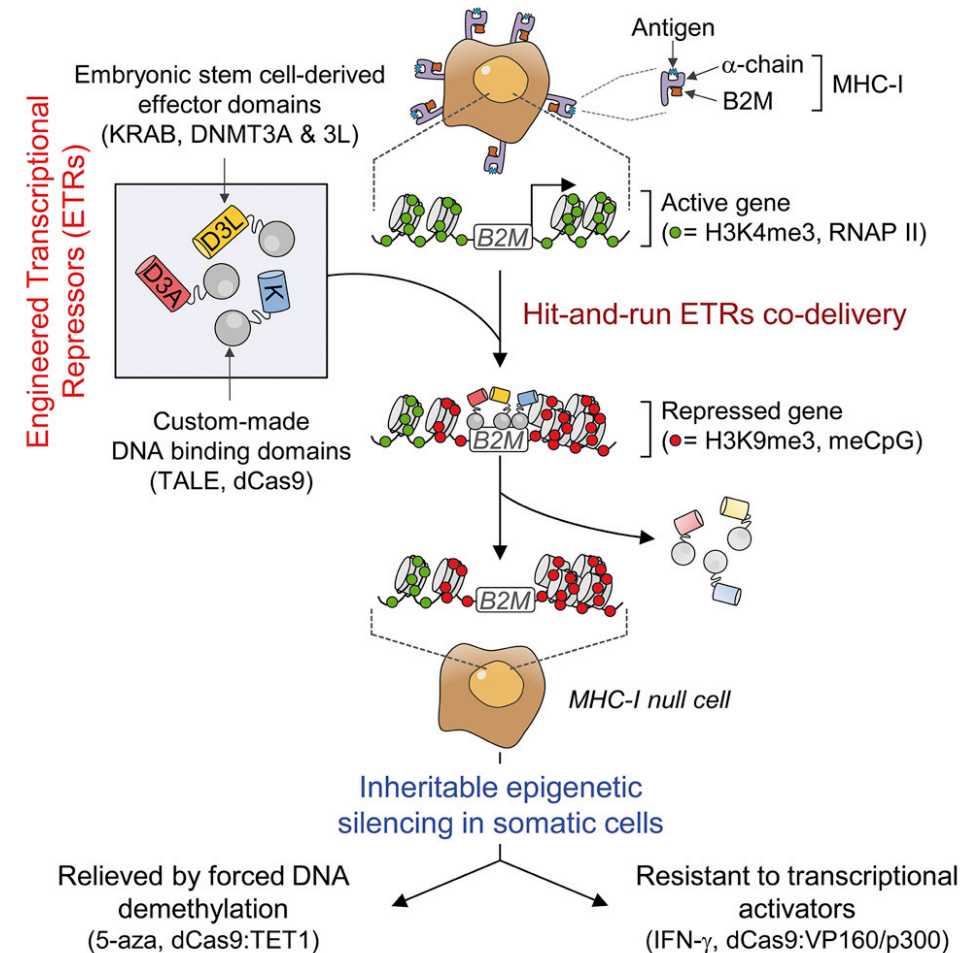 Antigen
α-chain
B2M
MHC-I
Embryonic stem cell-derived
effector domains
(KRAB, DNMT3A & 3L)
Engineered Transcriptional
Repressors (ETRs)
D3L
D3A
K
Custom-made
DNA binding domains
(TALE, dCas9)
B2M
Active gene
(= H3K4me3, RNAP II)
Hit-and-run ETRs co-delivery
B2M
Repressed gene
(= H3K9me3, meCpG)
B2M
MHC-I null cell
Inheritable epigenetic
silencing in somatic cells
Relieved by forced DNA
demethylation
(5-aza, dCas9:TET1)
Resistant to transcriptional
activators
(IFN-γ, dCas9:VP160/p300)